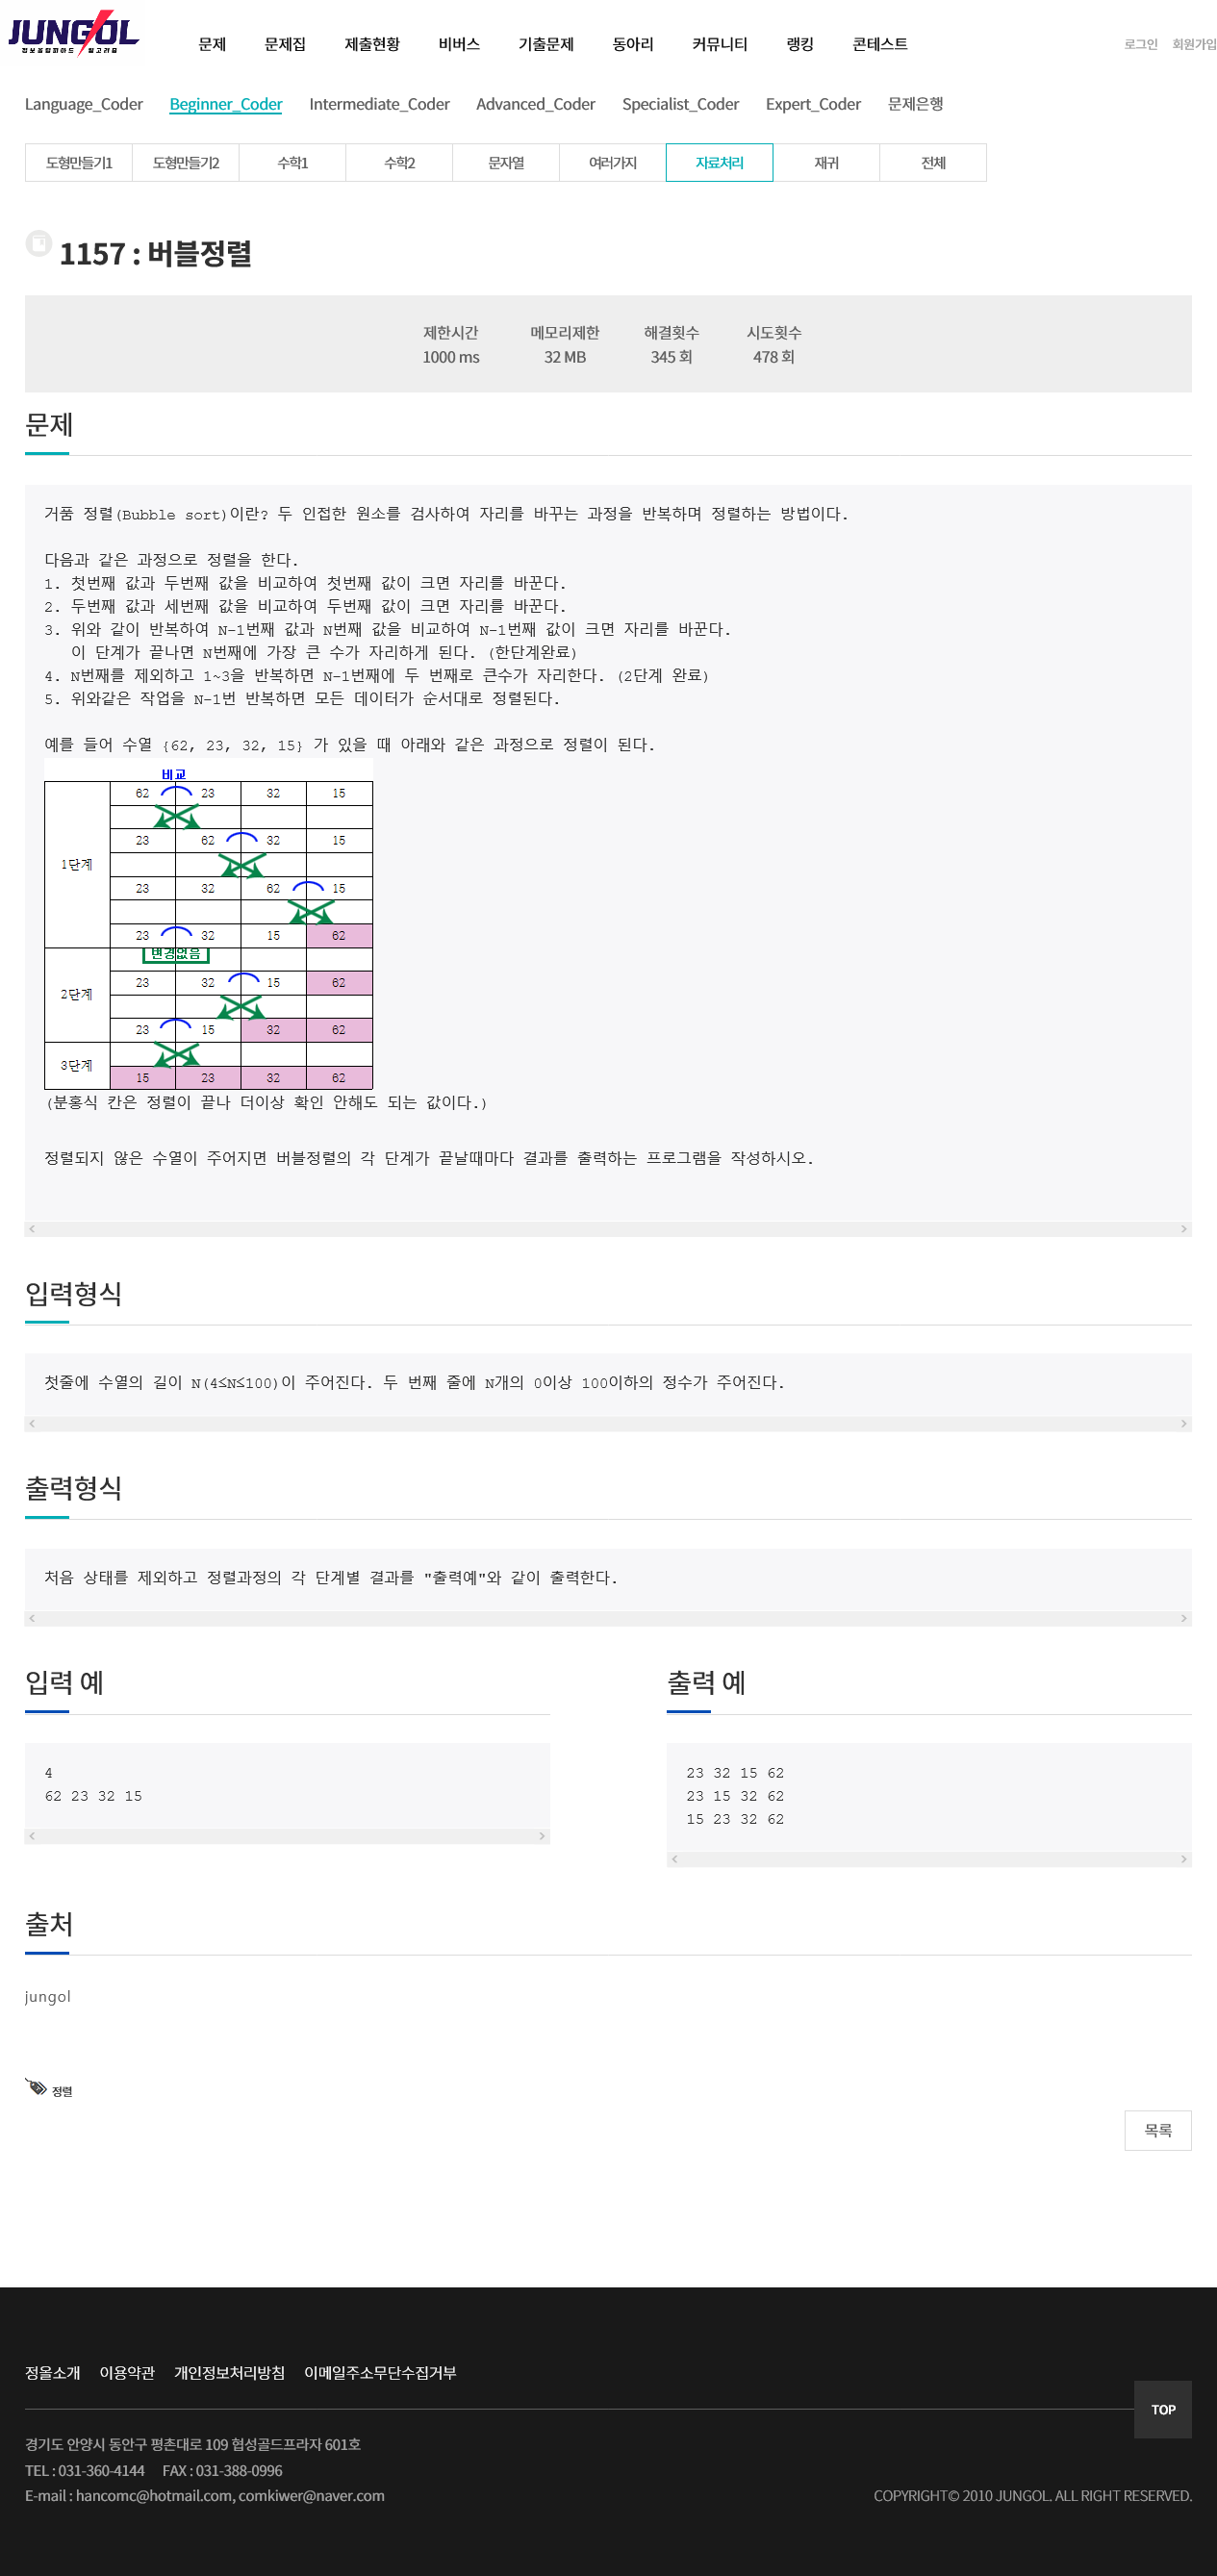 JUNGOL
정보올림피아드 알고리즘
문제 문제집 제출현황 비버스 기출문제 동아리 커뮤니티 랭킹 콘테스트 로그인 회원가입
Language_Coder Beginner_Coder Intermediate_Coder Advanced_Coder Specialist_Coder Expert_Coder 문제은행
도형만들기1 도형만들기2 수학1 수학2 문자열 여러가지 자료처리 재귀 전체
1157 : 버블정렬
제한시간 메모리제한 해결횟수 시도횟수
1000 ms 32 MB 345 회 478 회
문제
거품 정렬(Bubble sort)이란? 두 인접한 원소를 검사하여 자리를 바꾸는 과정을 반복하며 정렬하는 방법이다.
다음과 같은 과정으로 정렬을 한다.
1. 첫번째 값과 두번째 값을 비교하여 첫번째 값이 크면 자리를 바꾼다.
2. 두번째 값과 세번째 값을 비교하여 두번째 값이 크면 자리를 바꾼다.
3. 위와 같이 반복하여 N-1번째 값과 N번째 값을 비교하여 N-1번째 값이 크면 자리를 바꾼다.
이 단계가 끝나면 N번째에 가장 큰 수가 자리하게 된다. (한단계완료)
4. N번째를 제외하고 1~3을 반복하면 N-1번째에 두 번째로 큰수가 자리한다. (2단계 완료)
5. 위와같은 작업을 N-1번 반복하면 모든 데이터가 순서대로 정렬된다.
예를 들어 수열 {62, 23, 32, 15} 가 있을 때 아래와 같은 과정으로 정렬이 된다.
비교
62 23 32 15
23 62 32 15
1단계
23 32 62 15
23 32 15 62
변경없음
23 32 15 62
2단계
23 15 32 62
3단계
15 23 32 62
(분홍식 칸은 정렬이 끝나 더이상 확인 안해도 되는 값이다.)
정렬되지 않은 수열이 주어지면 버블정렬의 각 단계가 끝날때마다 결과를 출력하는 프로그램을 작성하시오.
입력형식
첫줄에 수열의 길이 N(4≤N≤100)이 주어진다. 두 번째 줄에 N개의 0이상 100이하의 정수가 주어진다.
출력형식
처음 상태를 제외하고 정렬과정의 각 단계별 결과를 "출력예"와 같이 출력한다.
입력 예
4
62 23 32 15
출력 예
23 32 15 62
23 15 32 62
15 23 32 62
출처
jungol
정렬
목록
정올소개 이용약관 개인정보처리방침 이메일주소무단수집거부
TOP
경기도 안양시 동안구 평촌대로 109 협성골드프라자 601호
TEL : 031-360-4144 FAX : 031-388-0996
E-mail : hancomc@hotmail.com, comkiwer@naver.com
COPYRIGHT© 2010 JUNGOL. ALL RIGHT RESERVED.